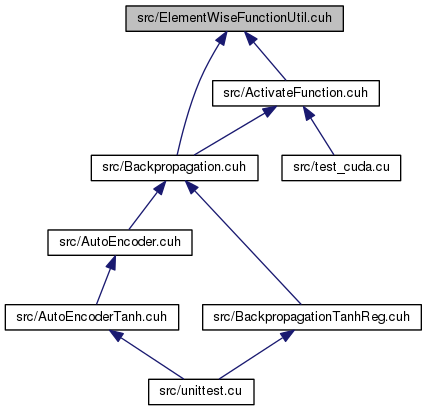 src/ElementWiseFunctionUtil.cuh
src/ActivateFunction.cuh
src/Backpropagation.cuh
src/test_cuda.cu
src/AutoEncoder.cuh
src/AutoEncoderTanh.cuh
src/BackpropagationTanhReg.cuh
src/unittest.cu